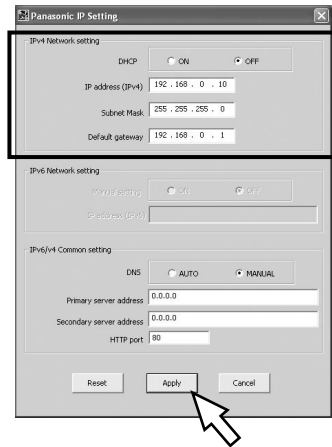 Panasonic IP Setting
IPv4 Network setting
DHCP ON OFF
IP address (IPv4) 192 . 168 . 0 . 10
Subnet Mask 255 . 255 . 255 . 0
Default gateway 192 . 168 . 0 . 1
IPv6 Network setting
Manual setting ON OFF
IP address (IPv6)
IPv6/v4 Common setting
DNS AUTO MANUAL
Primary server address 0.0.0.0
Secondary server address 0.0.0.0
HTTP port 80
Reset Apply Cancel